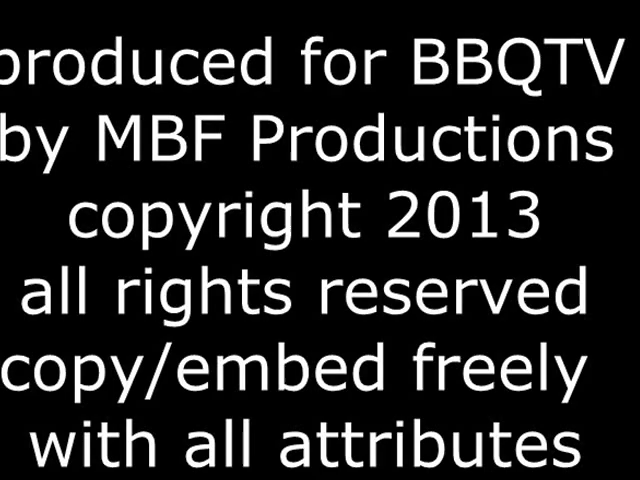 produced for BBQTV
by MBF Productions
copyright 2013
all rights reserved
copy/embed freely
with all attributes